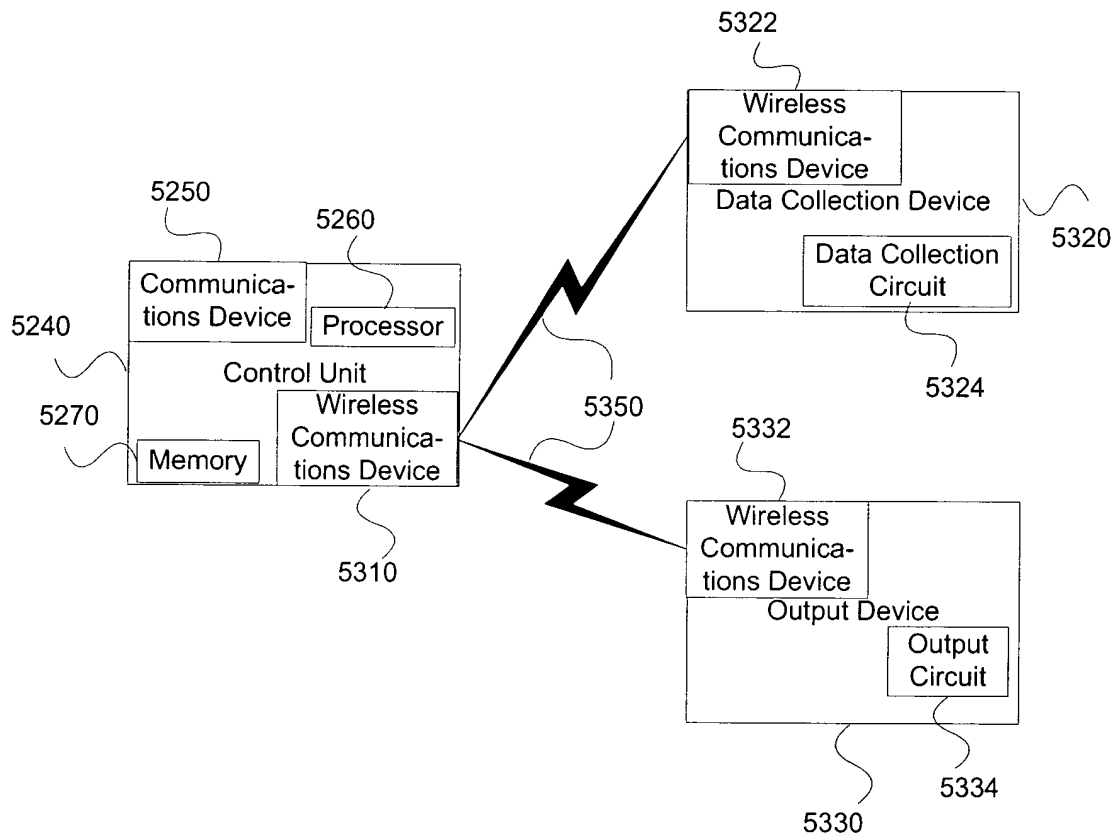 5322
Wireless
Communica-
tions Device
Data Collection Device
5320
Data Collection
Circuit
5324
5250
5260
Communica-
tions Device
Processor
5240
Control Unit
5270
Wireless
Communica-
tions Device
Memory
5310
5350
5332
Wireless
Communica-
tions Device
Output Device
Output
Circuit
5334
5330